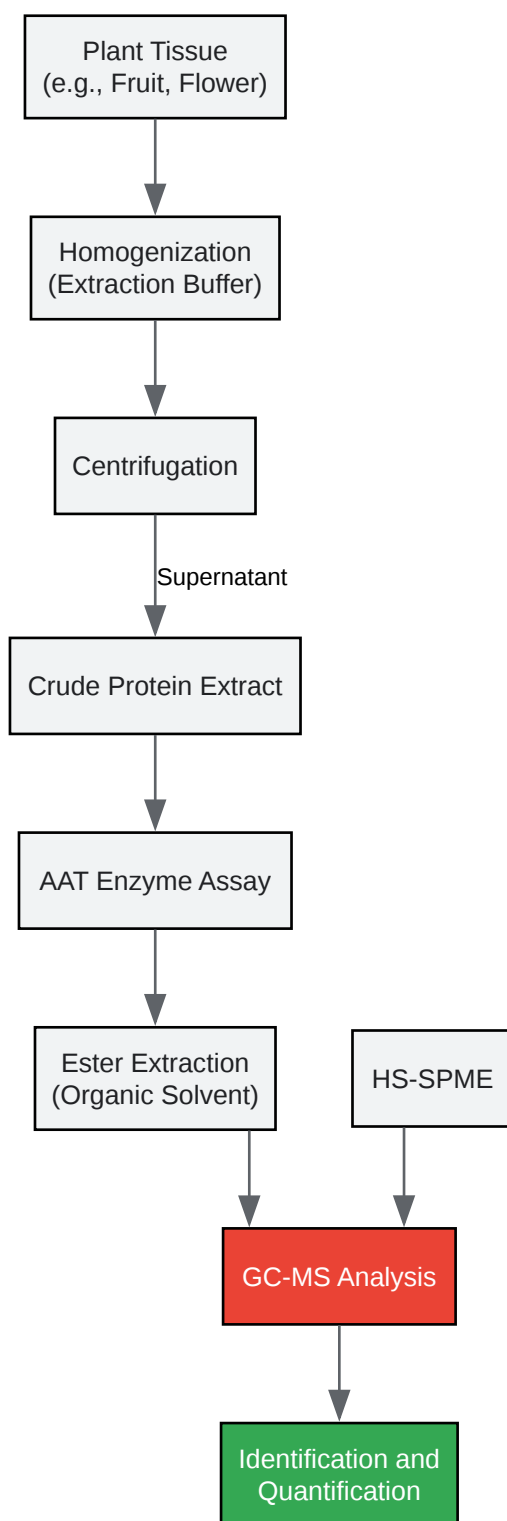 Plant Tissue
(e.g., Fruit, Flower)
Homogenization
(Extraction Buffer)
Centrifugation
Supernatant
Crude Protein Extract
AAT Enzyme Assay
Ester Extraction
(Organic Solvent)
HS-SPME
GC-MS Analysis
Identification and
Quantification